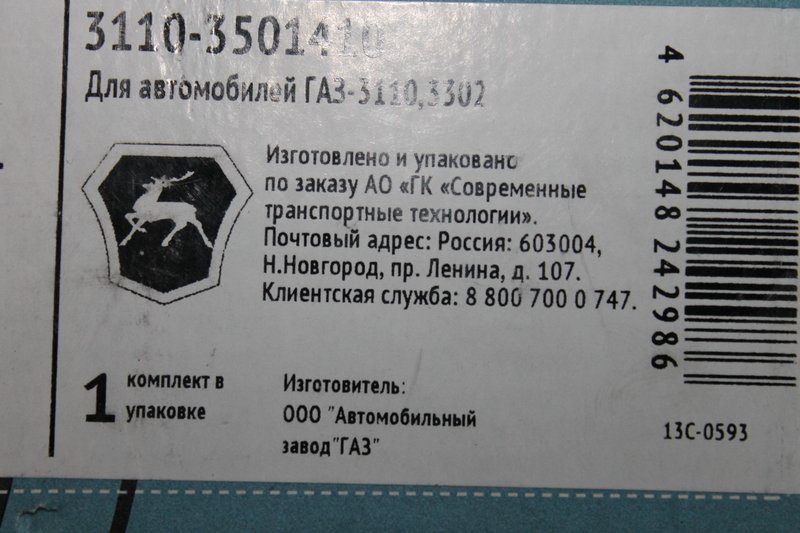 3110-3501410
Для автомобилей ГАЗ-3110,3302
Изготовлено и упаковано
по заказу АО «ГК «Современные
транспортные технологии».
Почтовый адрес: Россия: 603004,
Н.Новгород, пр. Ленина, д. 107.
Клиентская служба: 8 800 700 0 747.
1 комплект в
упаковке
Изготовитель:
ООО "Автомобильный
завод"ГАЗ"
4 620148 242986
13С-0593